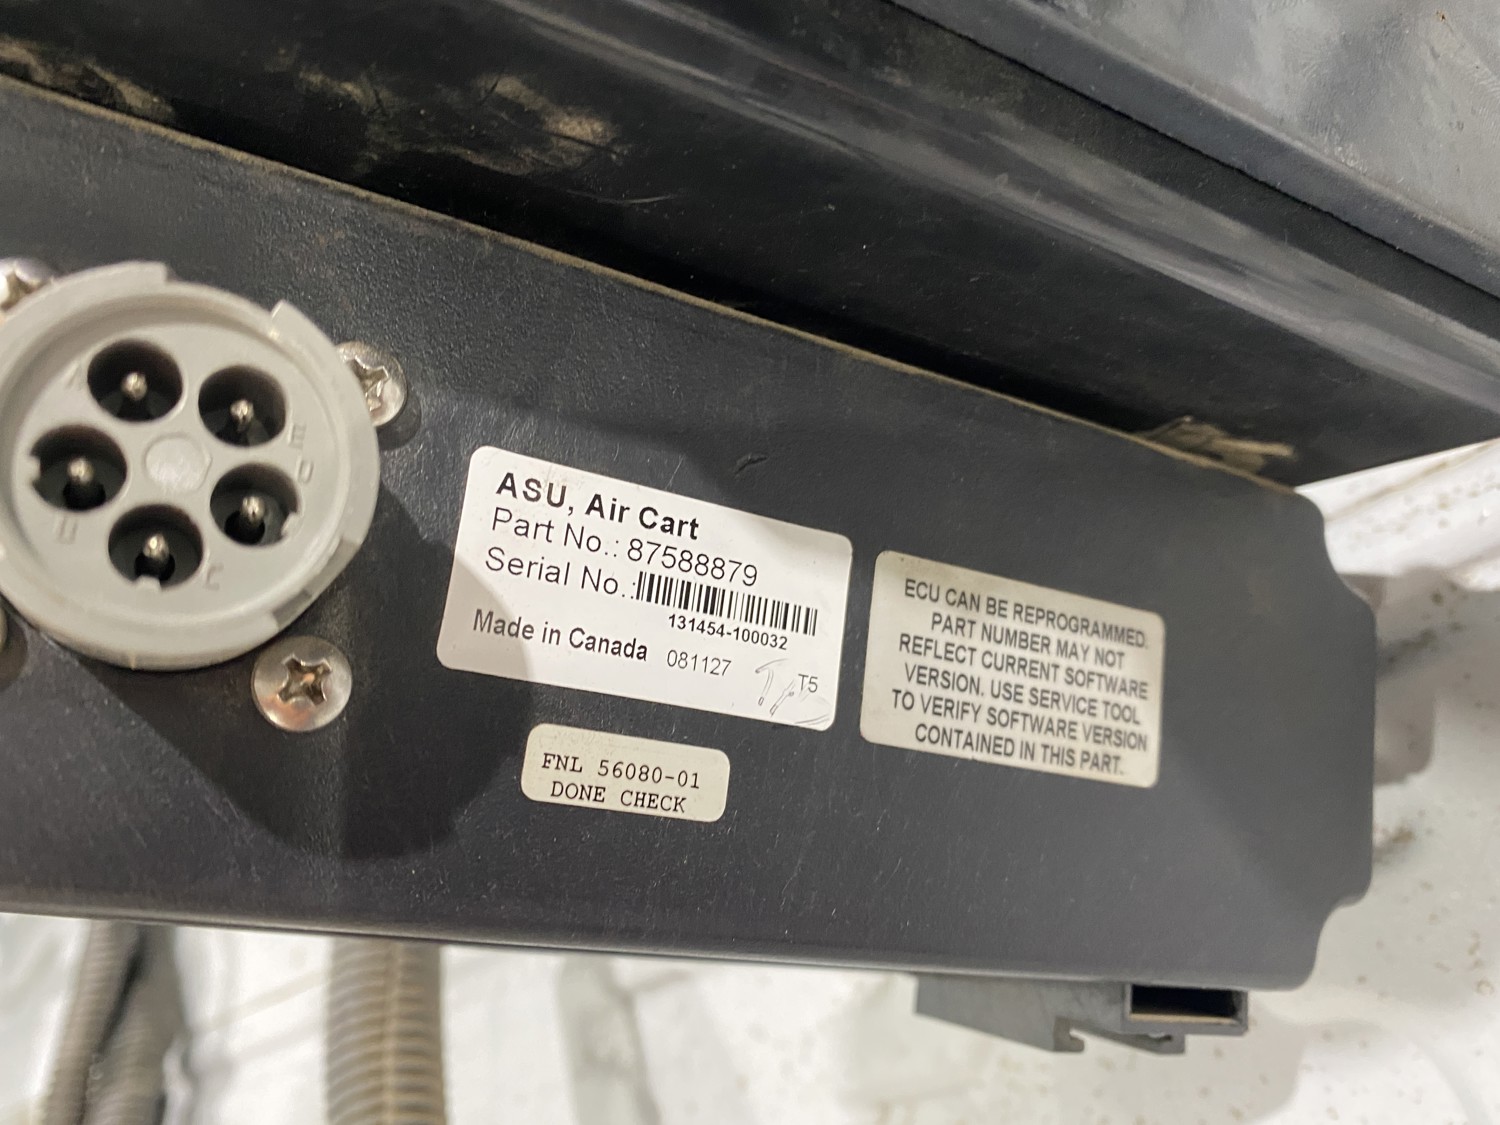 ASU, Air Cart
Part No.: 87588879
Serial No.:
131454-100032
Made in Canada 081127 T5
FNL 56080-01
DONE CHECK
ECU CAN BE REPROGRAMMED.
PART NUMBER MAY NOT
REFLECT CURRENT SOFTWARE
VERSION. USE SERVICE TOOL
TO VERIFY SOFTWARE VERSION
CONTAINED IN THIS PART.